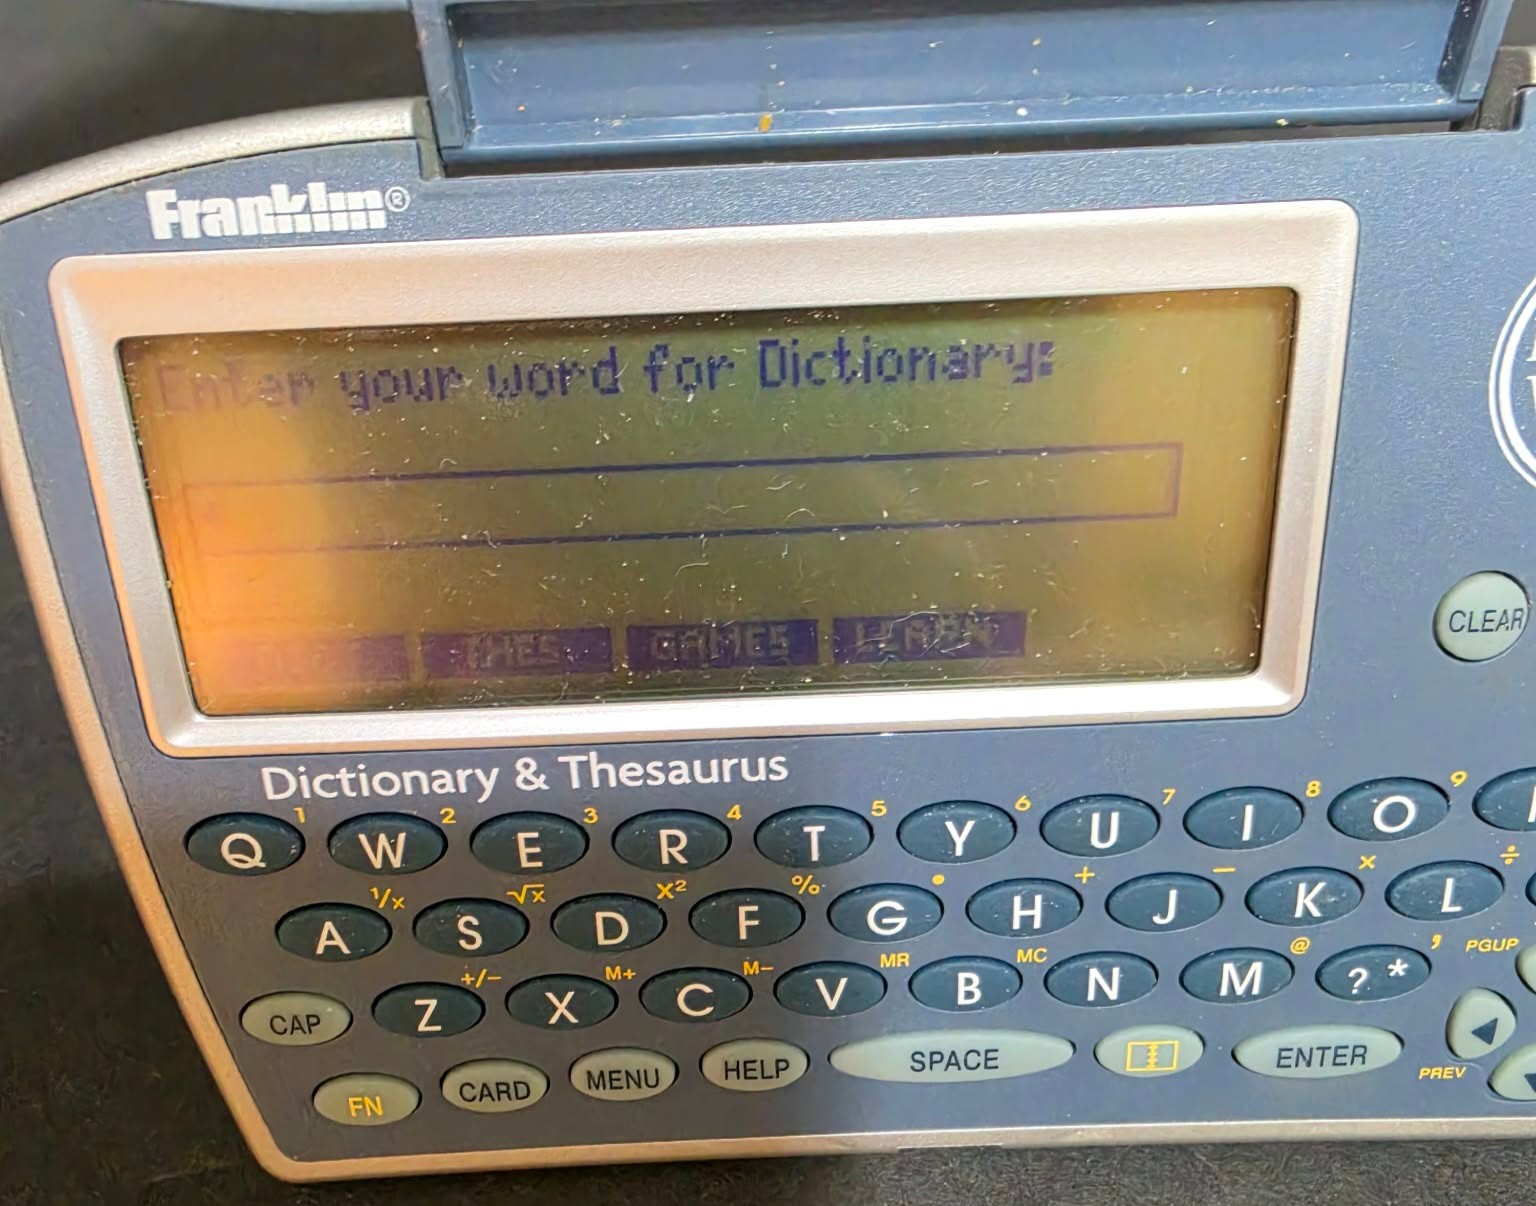 Franklin®
Enter your word for Dictionary:
THES GAMES LEARN
CLEAR
Dictionary & Thesaurus
1 2 3 4 5 6 7 8 9
Q W E R T Y U I O
1/x √x X² % • + − × ÷
A S D F G H J K L
+/− M+ M− MR MC @ , PGUP
CAP Z X C V B N M ? *
FN CARD MENU HELP SPACE ENTER PREV